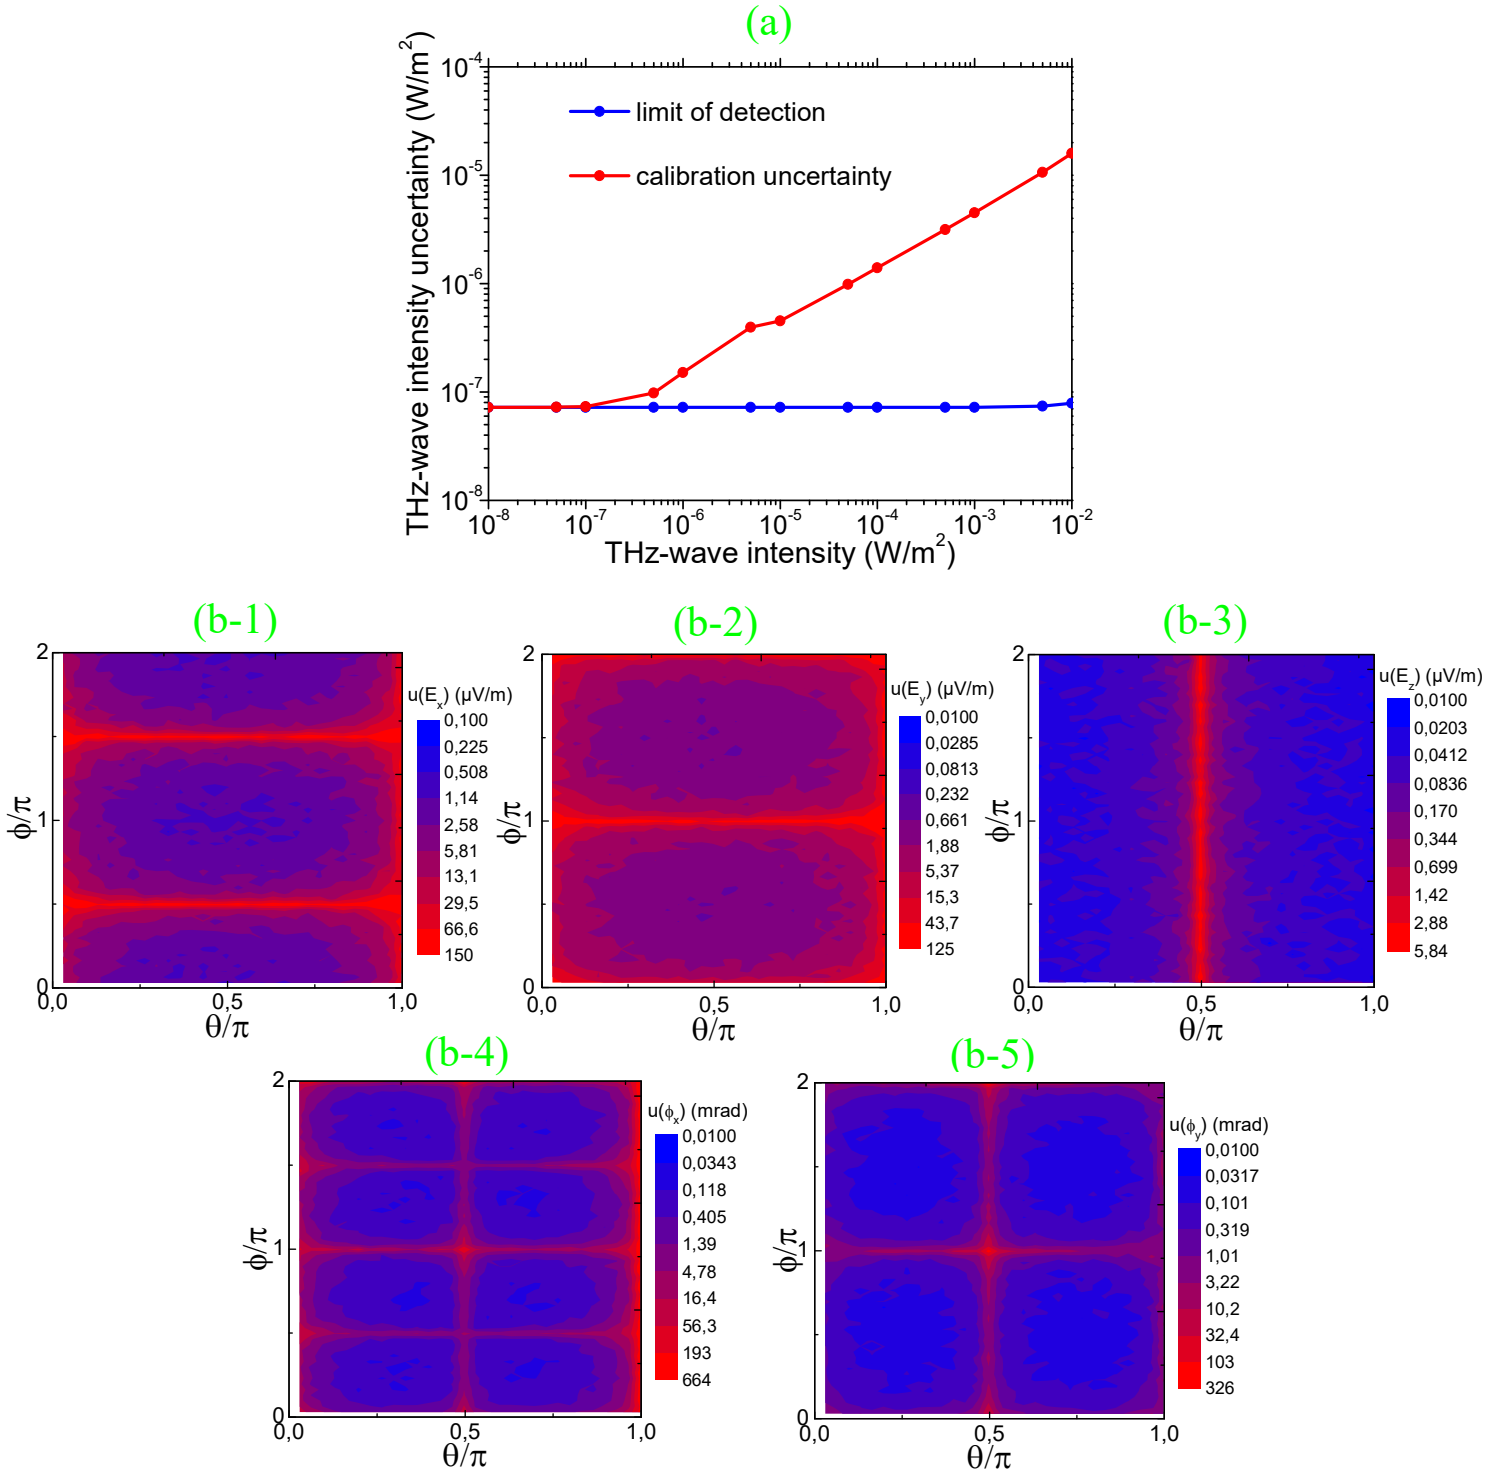 (a)
THz-wave intensity uncertainty (W/m²)
10⁻⁴
10⁻⁵
10⁻⁶
10⁻⁷
10⁻⁸
limit of detection
calibration uncertainty
10⁻⁸ 10⁻⁷ 10⁻⁶ 10⁻⁵ 10⁻⁴ 10⁻³ 10⁻²
THz-wave intensity (W/m²)
(b-1)
2
1
0
ϕ/π
0,0 0,5 1,0
θ/π
u(Eₓ) (μV/m)
0,100
0,225
0,508
1,14
2,58
5,81
13,1
29,5
66,6
150
(b-2)
2
1
0
ϕ/π
0,0 0,5 1,0
θ/π
u(E_y) (μV/m)
0,0100
0,0285
0,0813
0,232
0,661
1,88
5,37
15,3
43,7
125
(b-3)
2
1
0
ϕ/π
0,0 0,5 1,0
θ/π
u(E_z) (μV/m)
0,0100
0,0203
0,0412
0,0836
0,170
0,344
0,699
1,42
2,88
5,84
(b-4)
2
1
0
ϕ/π
0,0 0,5 1,0
θ/π
u(ϕₓ) (mrad)
0,0100
0,0343
0,118
0,405
1,39
4,78
16,4
56,3
193
664
(b-5)
2
1
0
ϕ/π
0,0 0,5 1,0
θ/π
u(ϕ_y) (mrad)
0,0100
0,0317
0,101
0,319
1,01
3,22
10,2
32,4
103
326